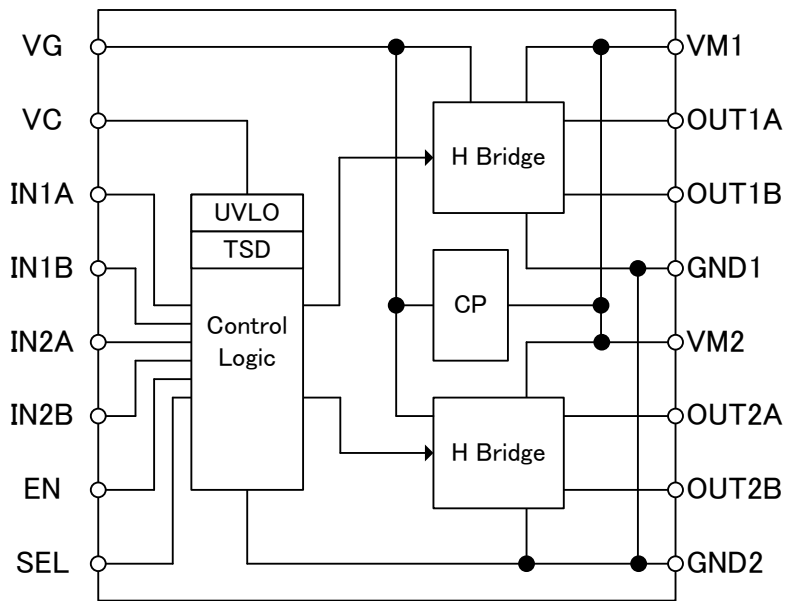 VG
VC
IN1A
IN1B
IN2A
IN2B
EN
SEL
UVLO
TSD
Control
Logic
H Bridge
CP
H Bridge
VM1
OUT1A
OUT1B
GND1
VM2
OUT2A
OUT2B
GND2